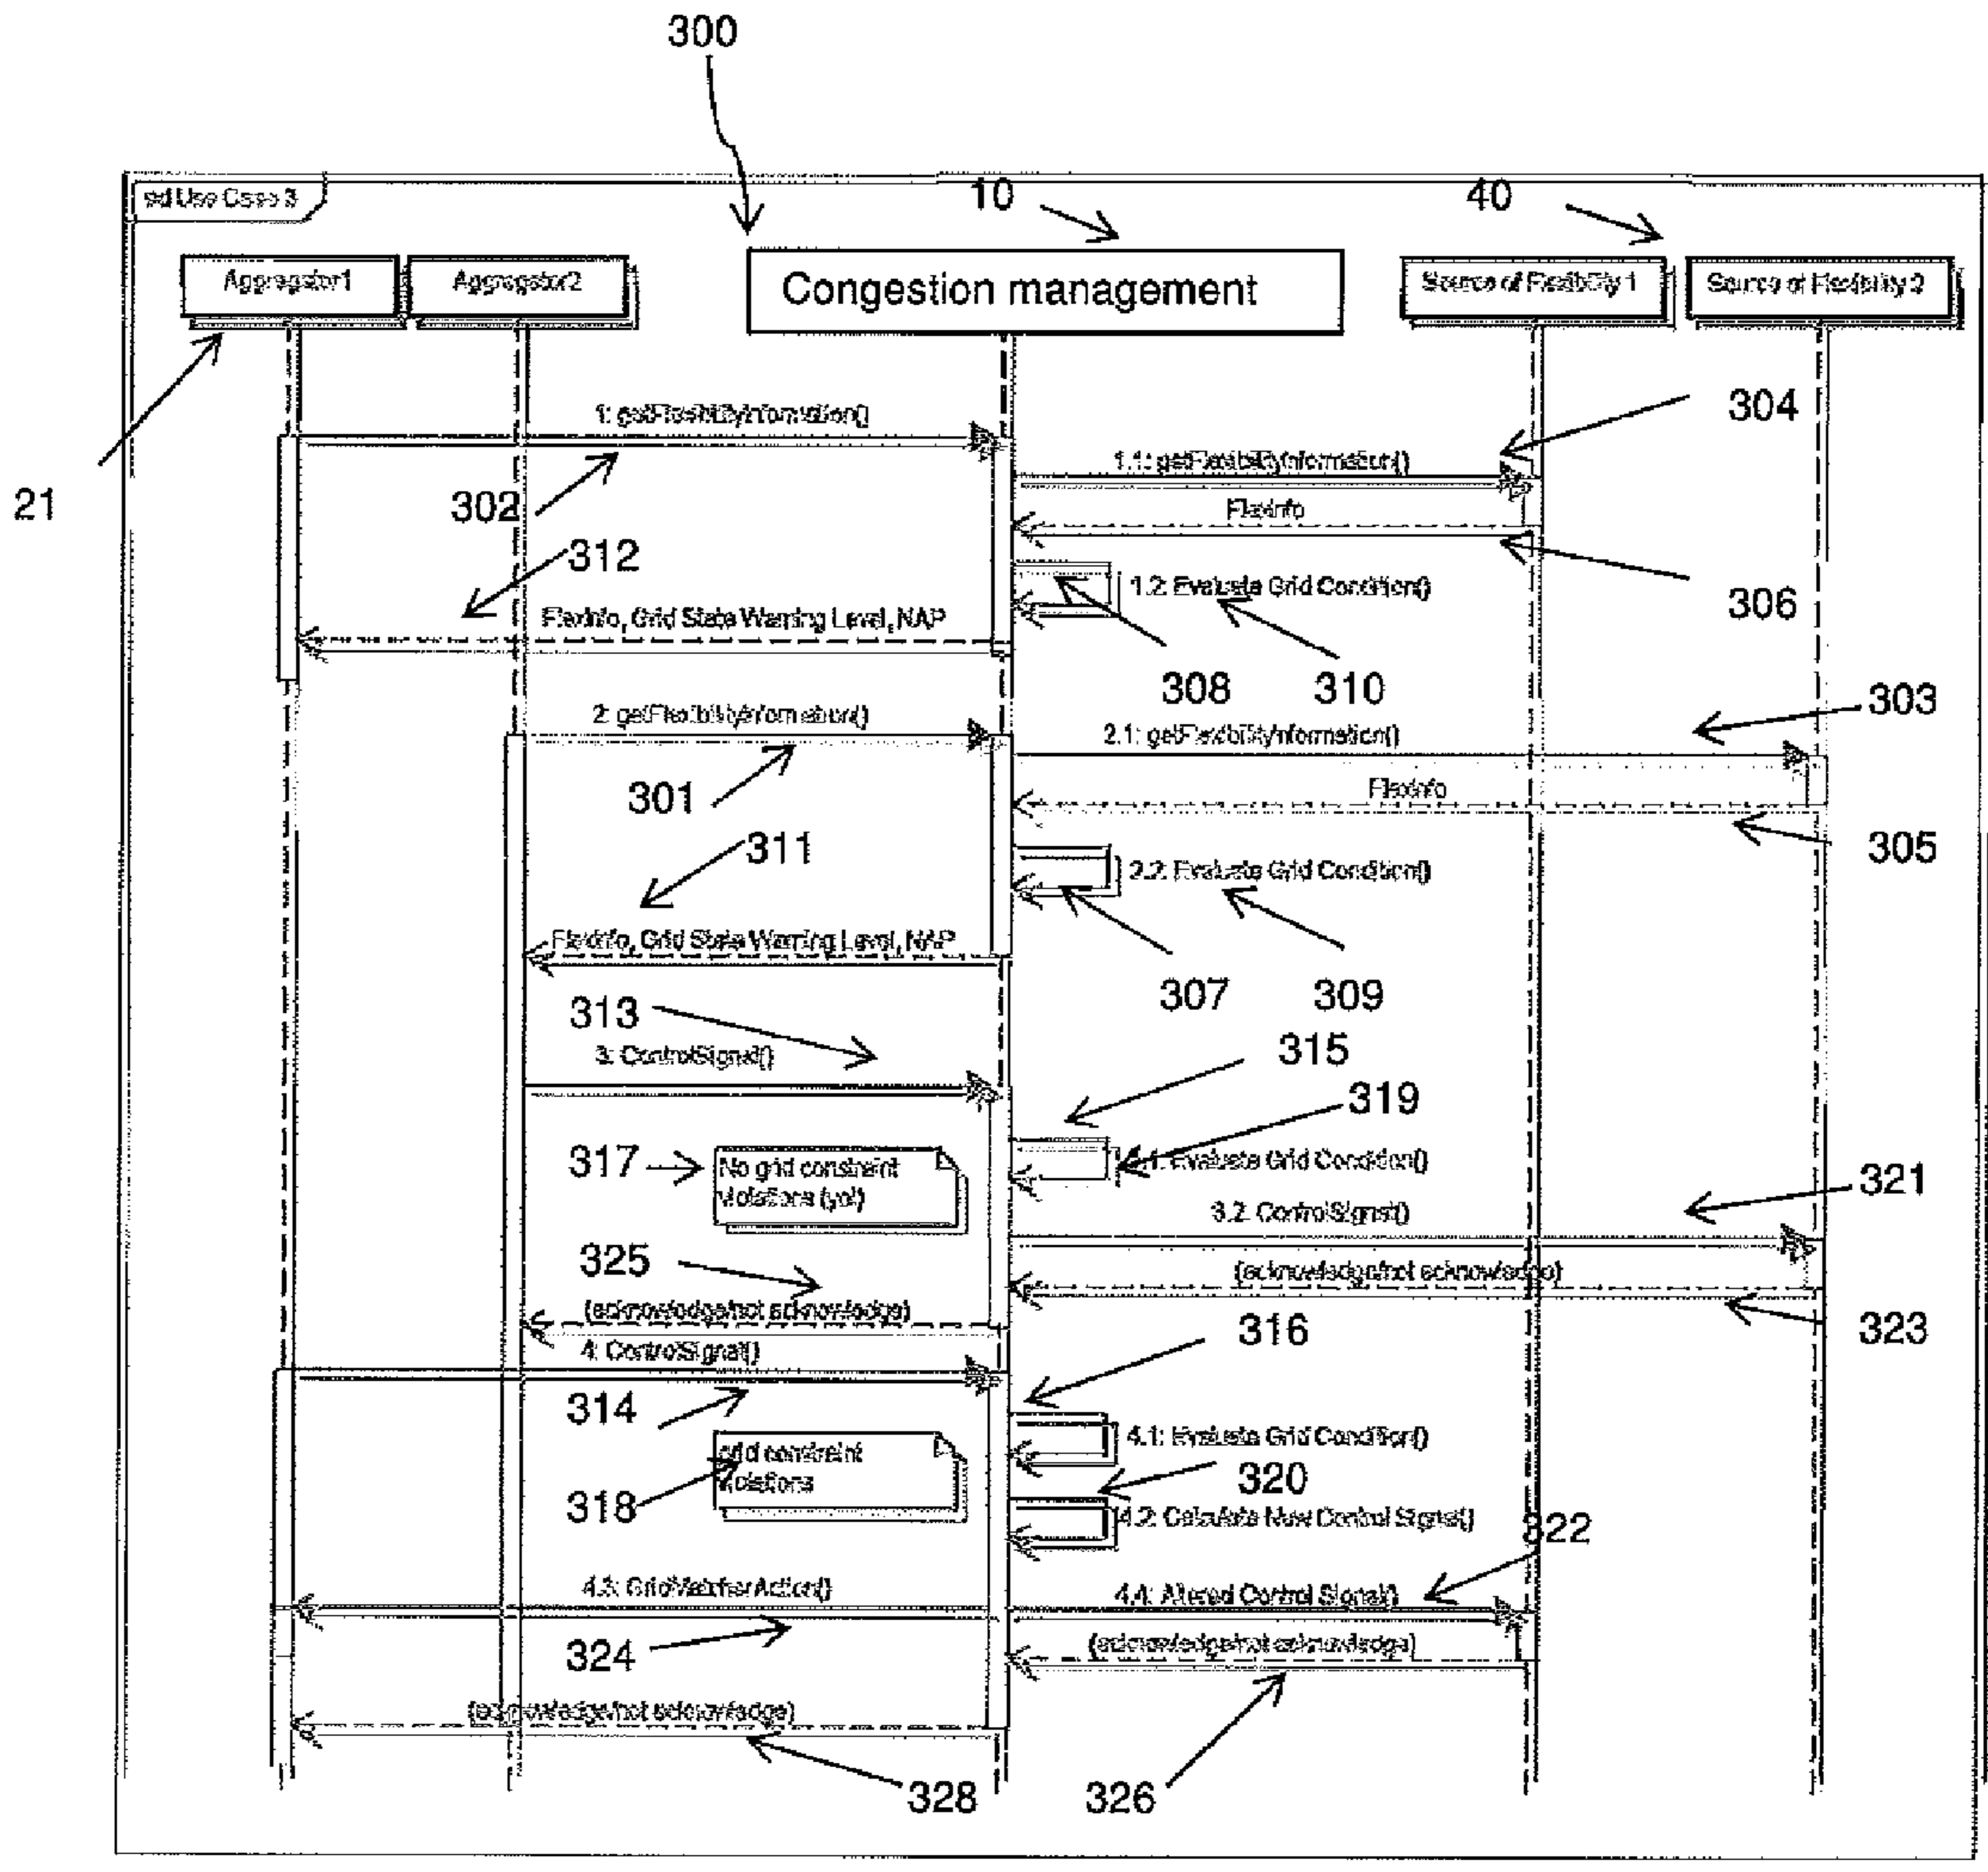 300
sd Use Case 3
10
40
Aggregator1
Aggregator2
Congestion management
Source of Flexibility 1
Source of Flexibility 2
21
1: getFlexibilityInformation()
302
304
1.1: getFlexibilityInformation()
FlexInfo
306
312
1.2: Evaluate Grid Condition()
FlexInfo, Grid State Warning Level, NAP
308
310
2: getFlexibilityInformation()
303
2.1: getFlexibilityInformation()
301
FlexInfo
305
311
2.2: Evaluate Grid Condition()
FlexInfo, Grid State Warning Level, NAP
307
309
313
3: ControlSignal()
315
319
317
No grid constraint
violations (yet)
1: Evaluate Grid Condition()
321
3.2: ControlSignal()
325
(acknowledge/not acknowledge)
(acknowledge/not acknowledge)
323
4: ControlSignal()
316
314
4.1: Evaluate Grid Condition()
grid constraint
violations
318
320
4.2: Calculate New Control Signal()
322
4.3: GridWatcherAction()
4.4: Altered Control Signal()
324
(acknowledge/not acknowledge)
(acknowledge/not acknowledge)
328
326